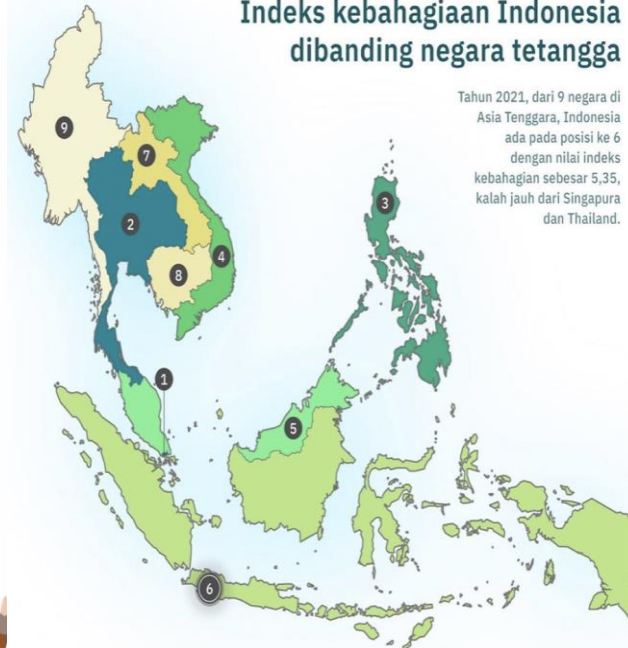 Indeks kebahagiaan Indonesia
dibanding negara tetangga
Tahun 2021, dari 9 negara di
Asia Tenggara, Indonesia
ada pada posisi ke 6
dengan nilai indeks
kebahagian sebesar 5,35,
kalah jauh dari Singapura
dan Thailand.
9
7
3
2
4
8
1
5
6